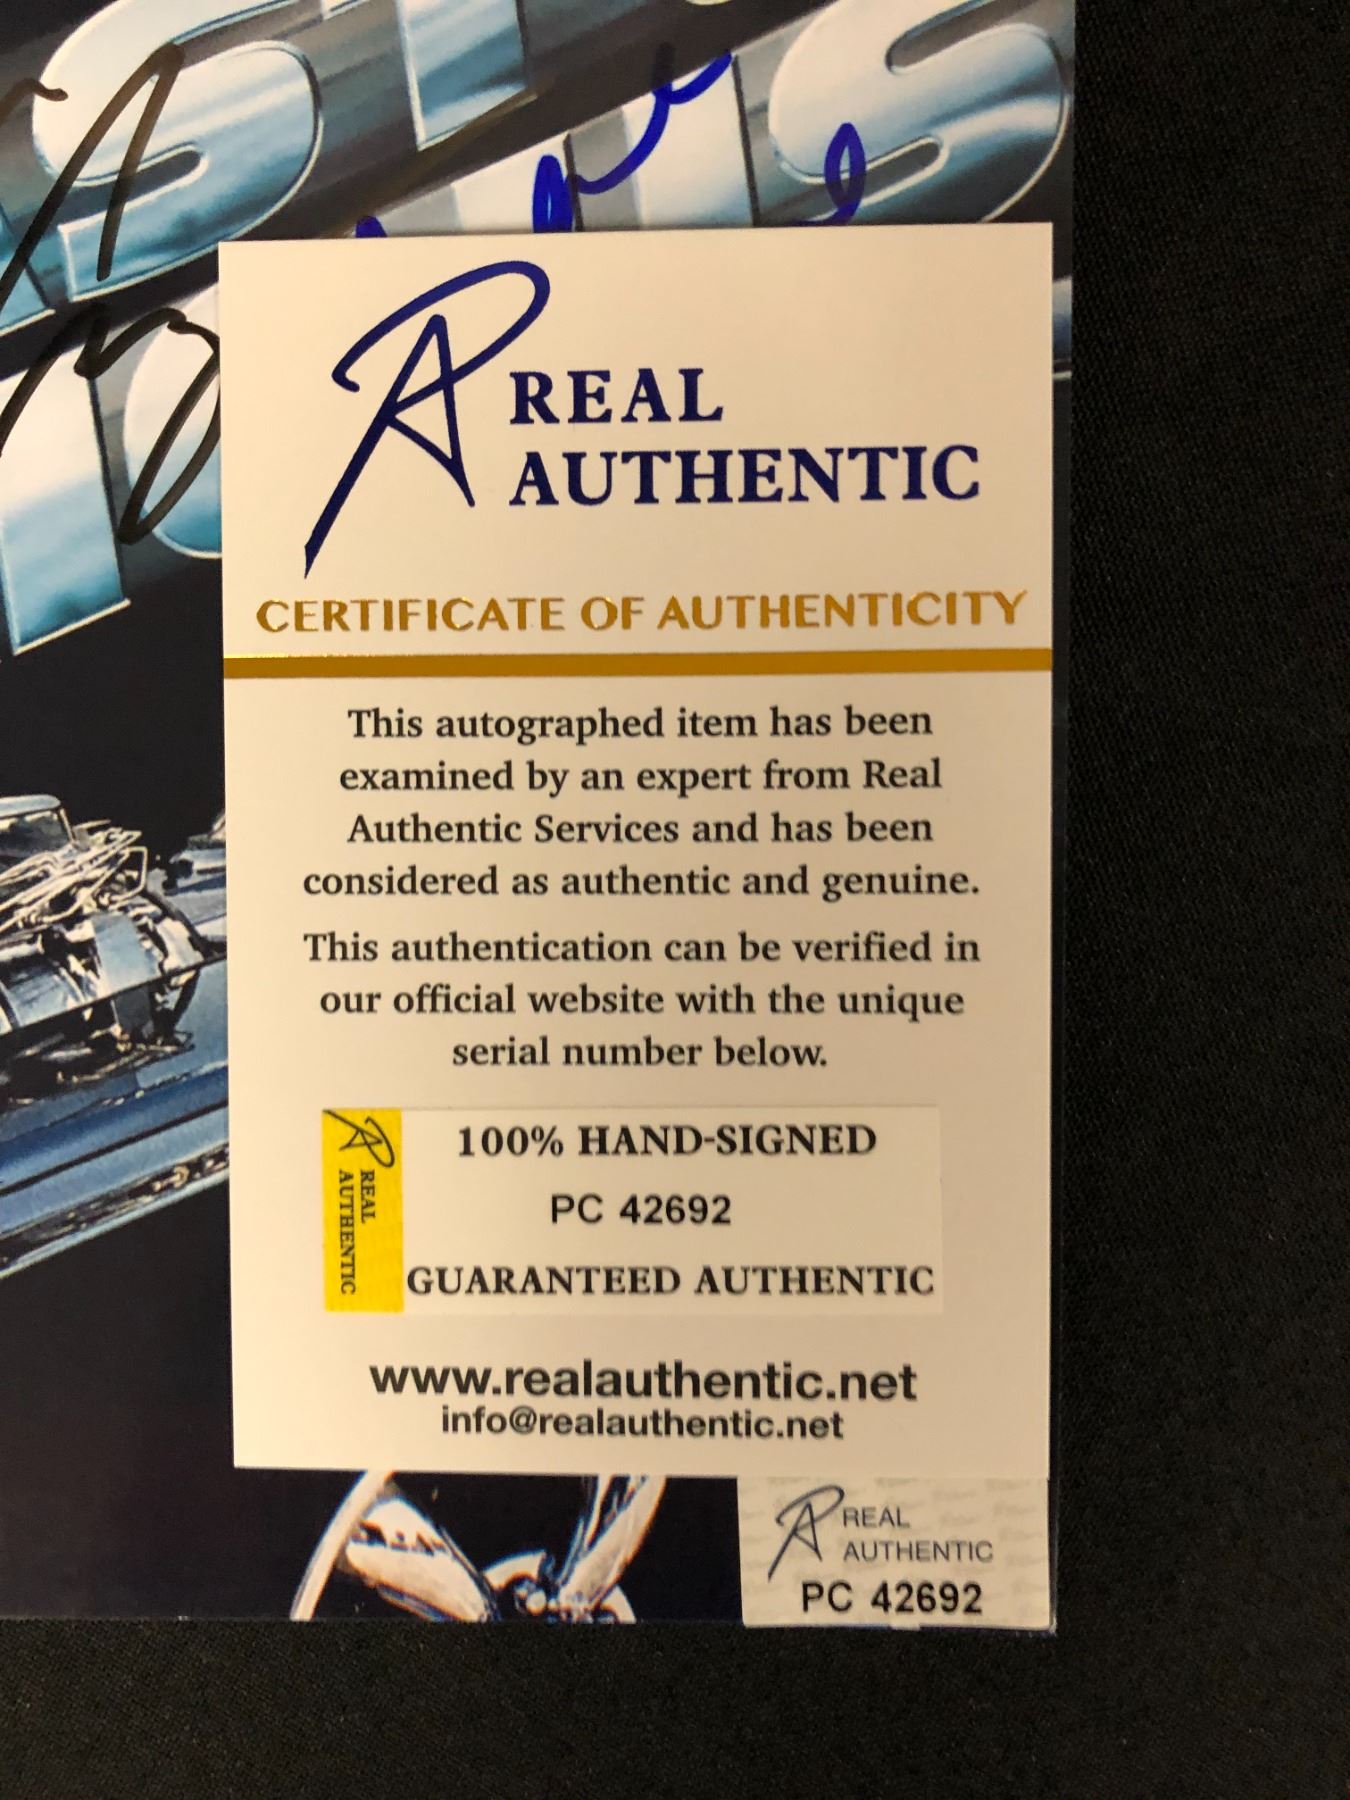 REAL
AUTHENTIC
CERTIFICATE OF AUTHENTICITY
This autographed item has been
examined by an expert from Real
Authentic Services and has been
considered as authentic and genuine.
This authentication can be verified in
our official website with the unique
serial number below.
REAL
AUTHENTIC
100% HAND-SIGNED
PC 42692
GUARANTEED AUTHENTIC
www.realauthentic.net
info@realauthentic.net
REAL
AUTHENTIC
PC 42692